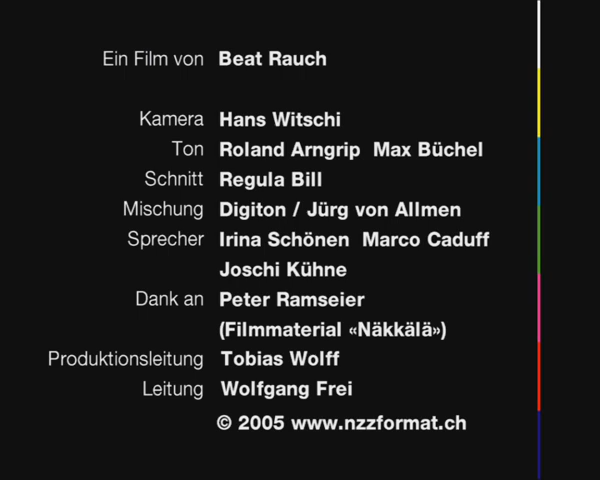 Ein Film von Beat Rauch
Kamera Hans Witschi
Ton Roland Arngrip Max Büchel
Schnitt Regula Bill
Mischung Digiton / Jürg von Allmen
Sprecher Irina Schönen Marco Caduff
Joschi Kühne
Dank an Peter Ramseier
(Filmmaterial «Näkkälä»)
Produktionsleitung Tobias Wolff
Leitung Wolfgang Frei
© 2005 www.nzzformat.ch